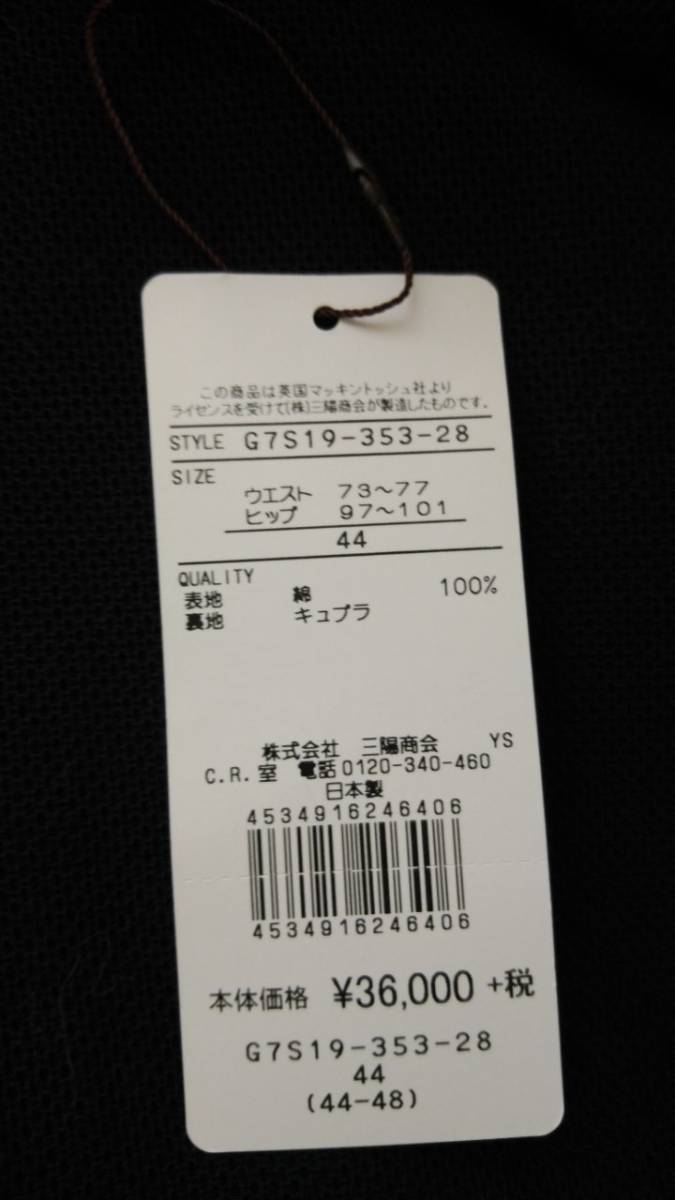 この商品は英国マッキントッシュ社より
ライセンスを受けて(株)三陽商会が製造したものです。
STYLE G7S19-353-28
SIZE
ウエスト 73～77
ヒップ 97～101
44
QUALITY
表地 綿 100%
裏地 キュプラ
株式会社 三陽商会 YS
C.R.室 電話0120-340-460
日本製
4534916246406
4534916246406
本体価格 ¥36,000 +税
G7S19-353-28
44
(44-48)